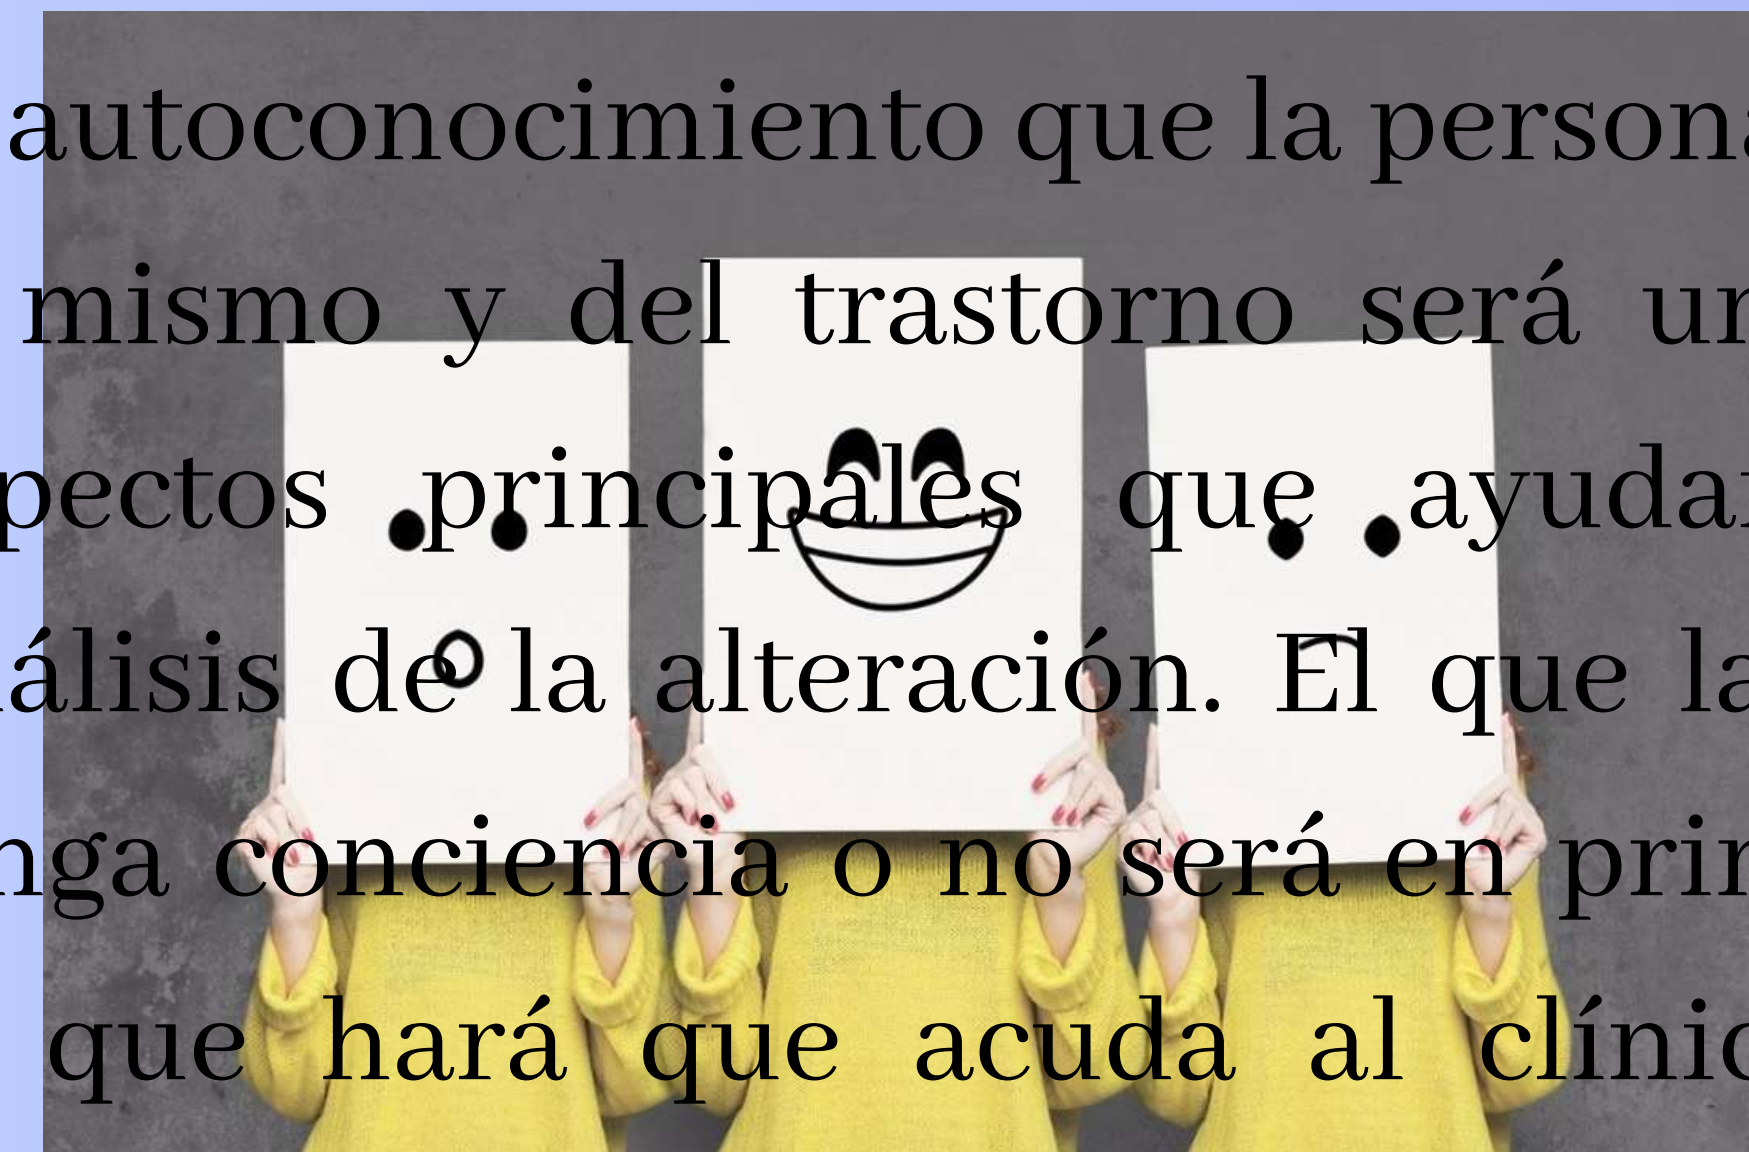 autoconocimiento que la persona
mismo y del trastorno será un
pectos principales que ayudar
álisis de la alteración. El que la
nga conciencia o no será en prin
que hará que acuda al clínic